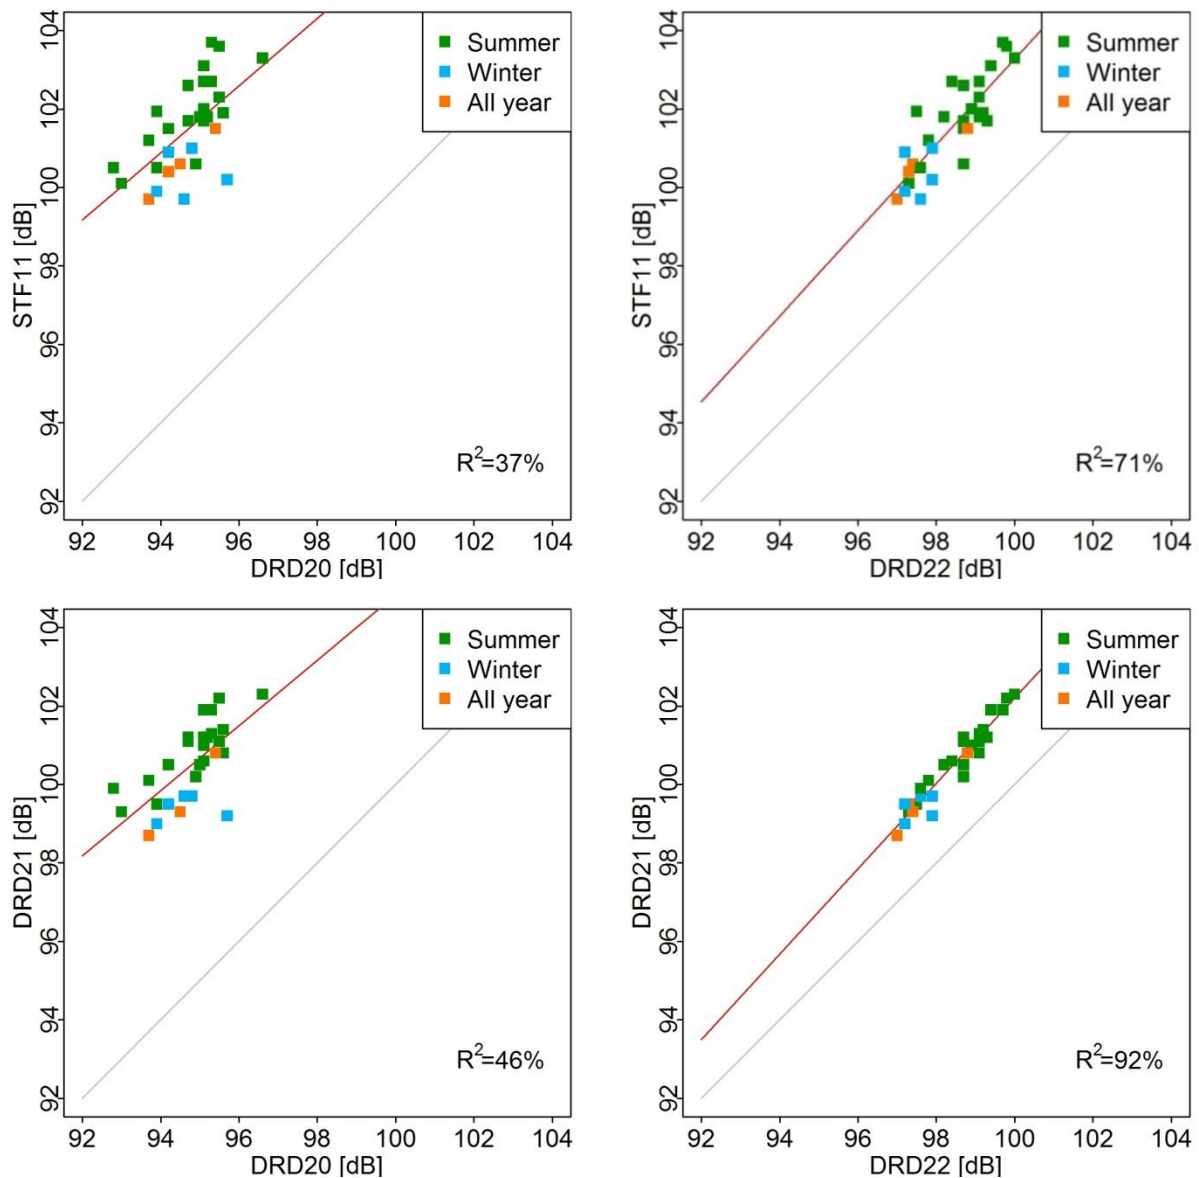 STF11 [dB]
92 94 96 98 100 102 104
Summer
Winter
All year
R²=37%
92 94 96 98 100 102 104
DRD20 [dB]
STF11 [dB]
92 94 96 98 100 102 104
Summer
Winter
All year
R²=71%
92 94 96 98 100 102 104
DRD22 [dB]
DRD21 [dB]
92 94 96 98 100 102 104
Summer
Winter
All year
R²=46%
92 94 96 98 100 102 104
DRD20 [dB]
DRD21 [dB]
92 94 96 98 100 102 104
Summer
Winter
All year
R²=92%
92 94 96 98 100 102 104
DRD22 [dB]